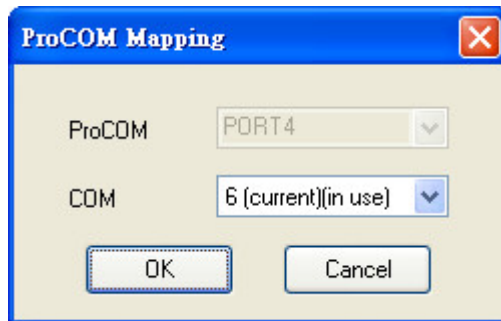 ProCOM Mapping
ProCOM PORT4
COM 6 (current)(in use)
OK Cancel